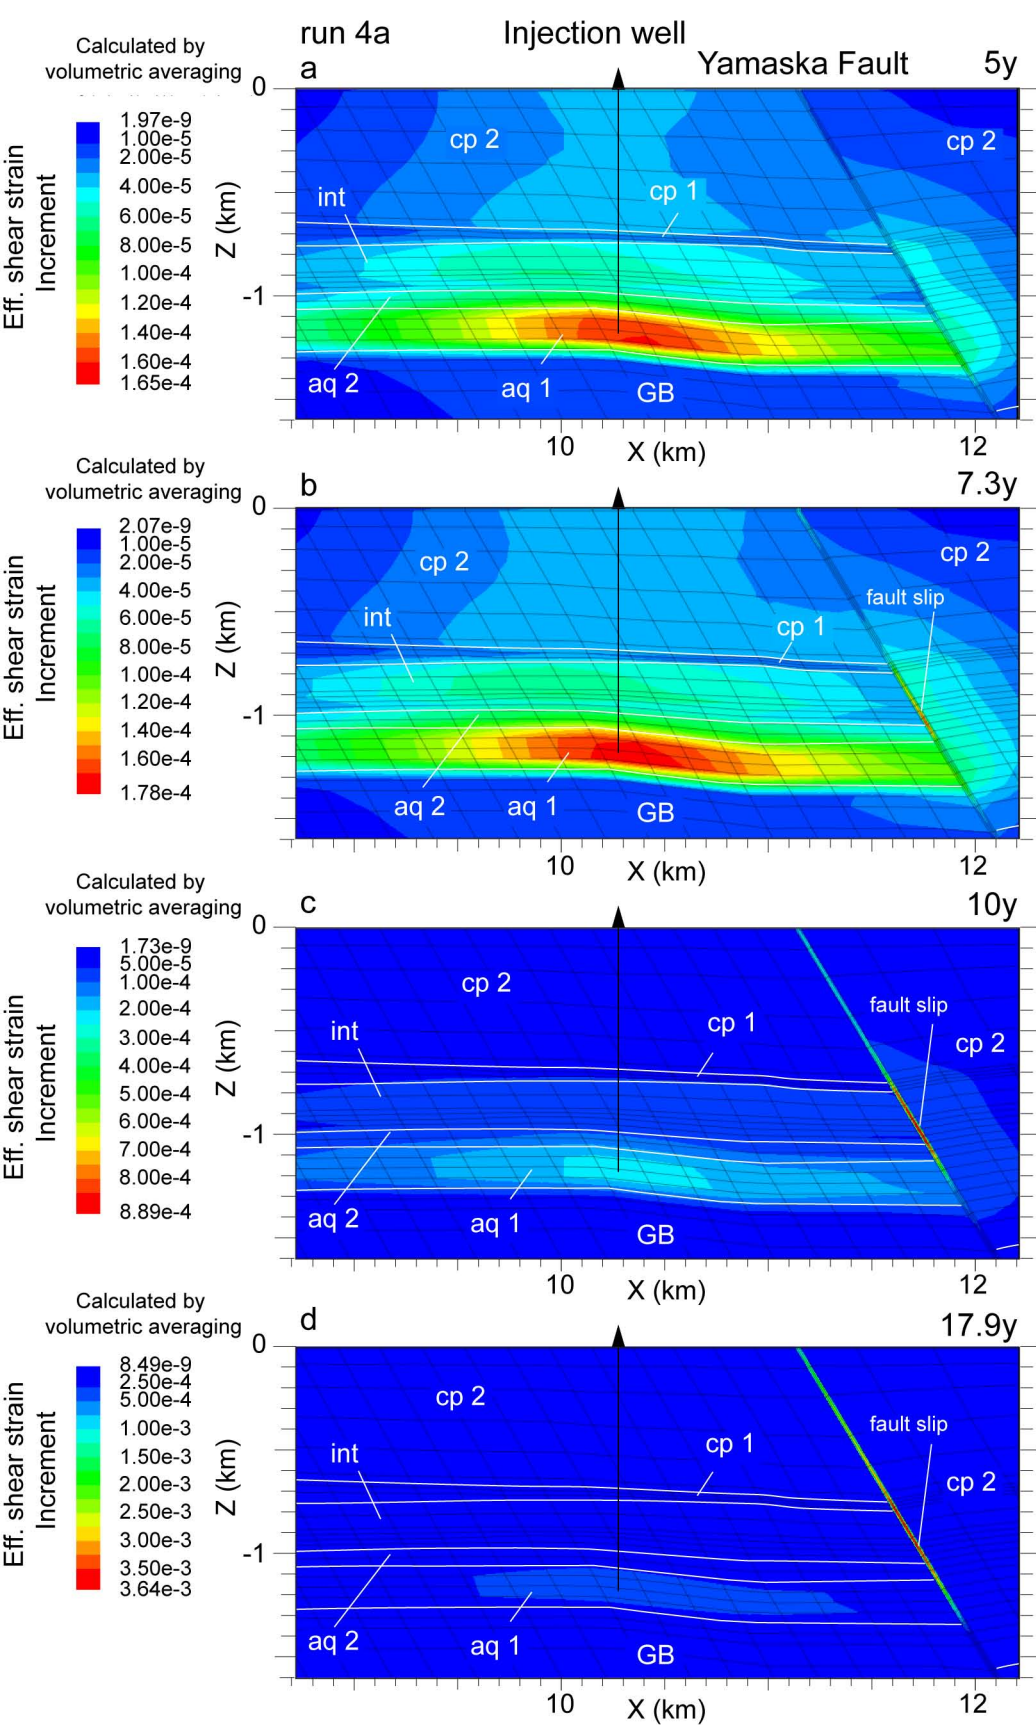 run 4a
Injection well
Yamaska Fault
5y
a
Calculated by
volumetric averaging
Eff. shear strain
Increment
1.97e-9
1.00e-5
2.00e-5
4.00e-5
6.00e-5
8.00e-5
1.00e-4
1.20e-4
1.40e-4
1.60e-4
1.65e-4
Z (km)
0
-1
cp 2
cp 2
int
cp 1
aq 2
aq 1
GB
10
X (km)
12
b
7.3y
Calculated by
volumetric averaging
Eff. shear strain
Increment
2.07e-9
1.00e-5
2.00e-5
4.00e-5
6.00e-5
8.00e-5
1.00e-4
1.20e-4
1.40e-4
1.60e-4
1.78e-4
Z (km)
0
-1
cp 2
cp 2
fault slip
int
cp 1
aq 2
aq 1
GB
10
X (km)
12
c
10y
Calculated by
volumetric averaging
Eff. shear strain
Increment
1.73e-9
5.00e-5
1.00e-4
2.00e-4
3.00e-4
4.00e-4
5.00e-4
6.00e-4
7.00e-4
8.00e-4
8.89e-4
Z (km)
0
-1
cp 2
fault slip
int
cp 1
cp 2
aq 2
aq 1
GB
10
X (km)
12
d
17.9y
Calculated by
volumetric averaging
Eff. shear strain
Increment
8.49e-9
2.50e-4
5.00e-4
1.00e-3
1.50e-3
2.00e-3
2.50e-3
3.00e-3
3.50e-3
3.64e-3
Z (km)
0
-1
cp 2
fault slip
int
cp 1
cp 2
aq 2
aq 1
GB
10
X (km)
12